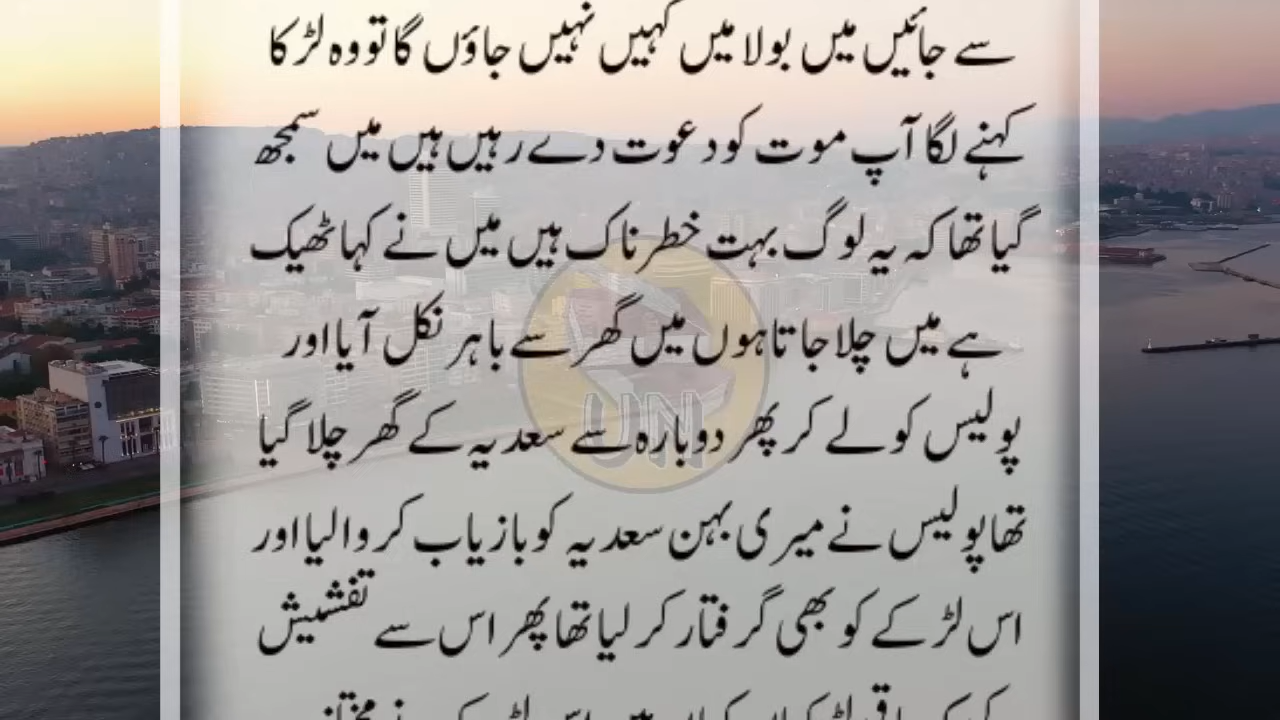 سے جائیں میں بولا میں کہیں نہیں جاؤں گا تو وہ لڑکا
کہنے لگا آپ موت کو دعوت دے رہیں ہیں میں سمجھ
گیا تھا کہ یہ لوگ بہت خطرناک ہیں میں نے کہا ٹھیک
ہے میں چلا جاتا ہوں میں گھر سے باہر نکل آیا اور
پولیس کو لے کر پھر دوبارہ سے سعدیہ کے گھر چلا گیا
تھا پولیس نے میری بہن سعدیہ کو بازیاب کروا لیا اور
اس لڑکے کو بھی گرفتار کر لیا تھا پھر اس سے تفشیش
UN